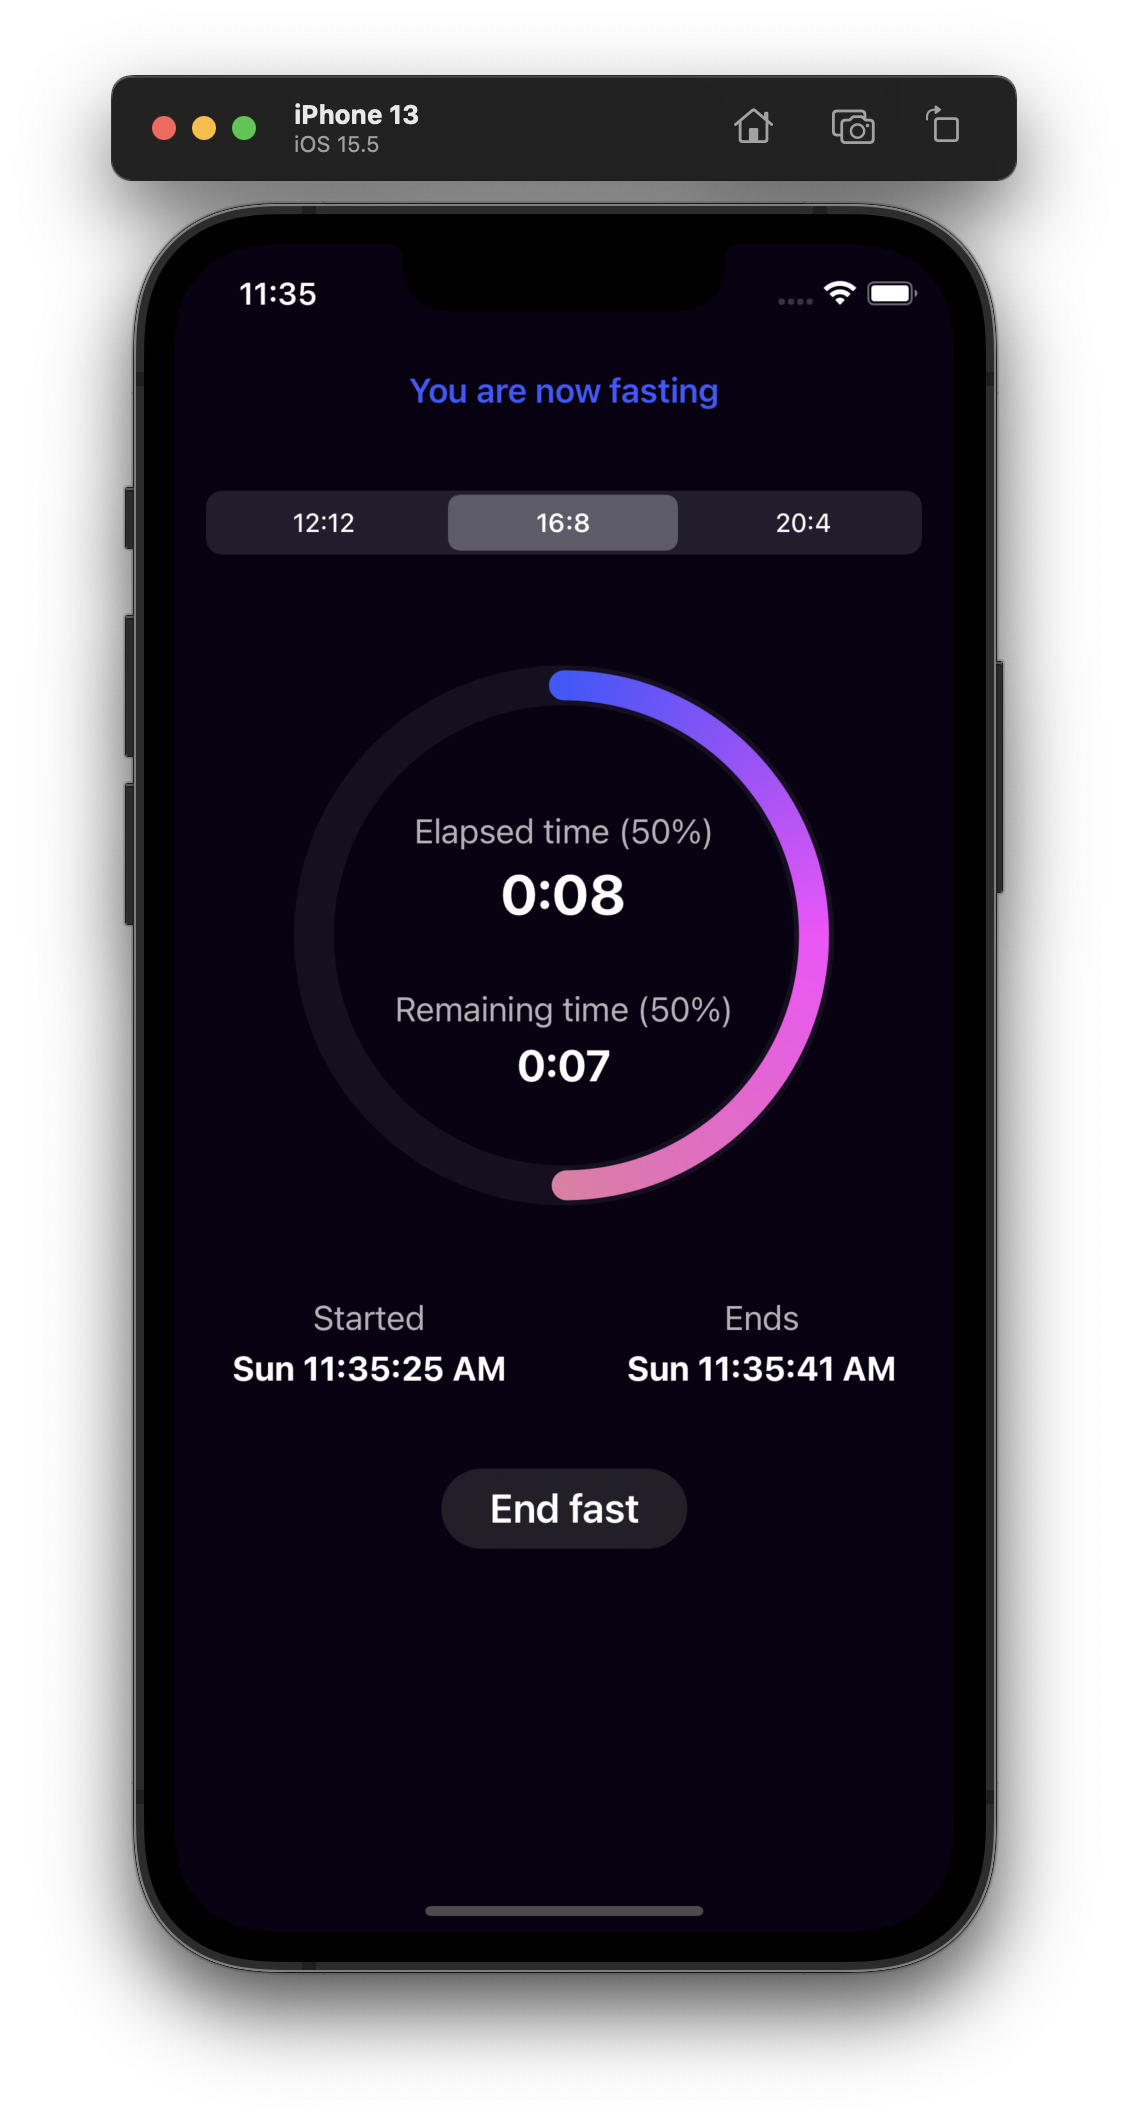 iPhone 13
iOS 15.5
11:35
You are now fasting
12:12 16:8 20:4
Elapsed time (50%)
0:08
Remaining time (50%)
0:07
Started Ends
Sun 11:35:25 AM Sun 11:35:41 AM
End fast